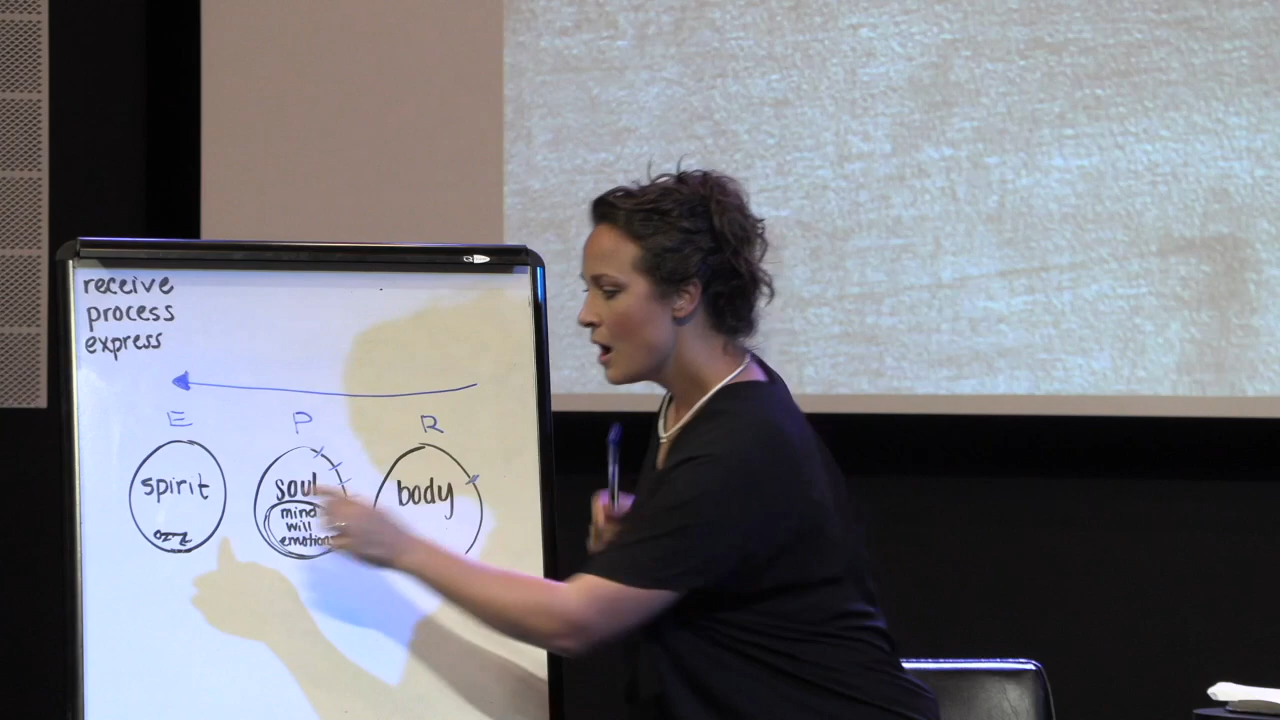 receive
process
express
E P R
spirit
soul
body
mind
will
emotions